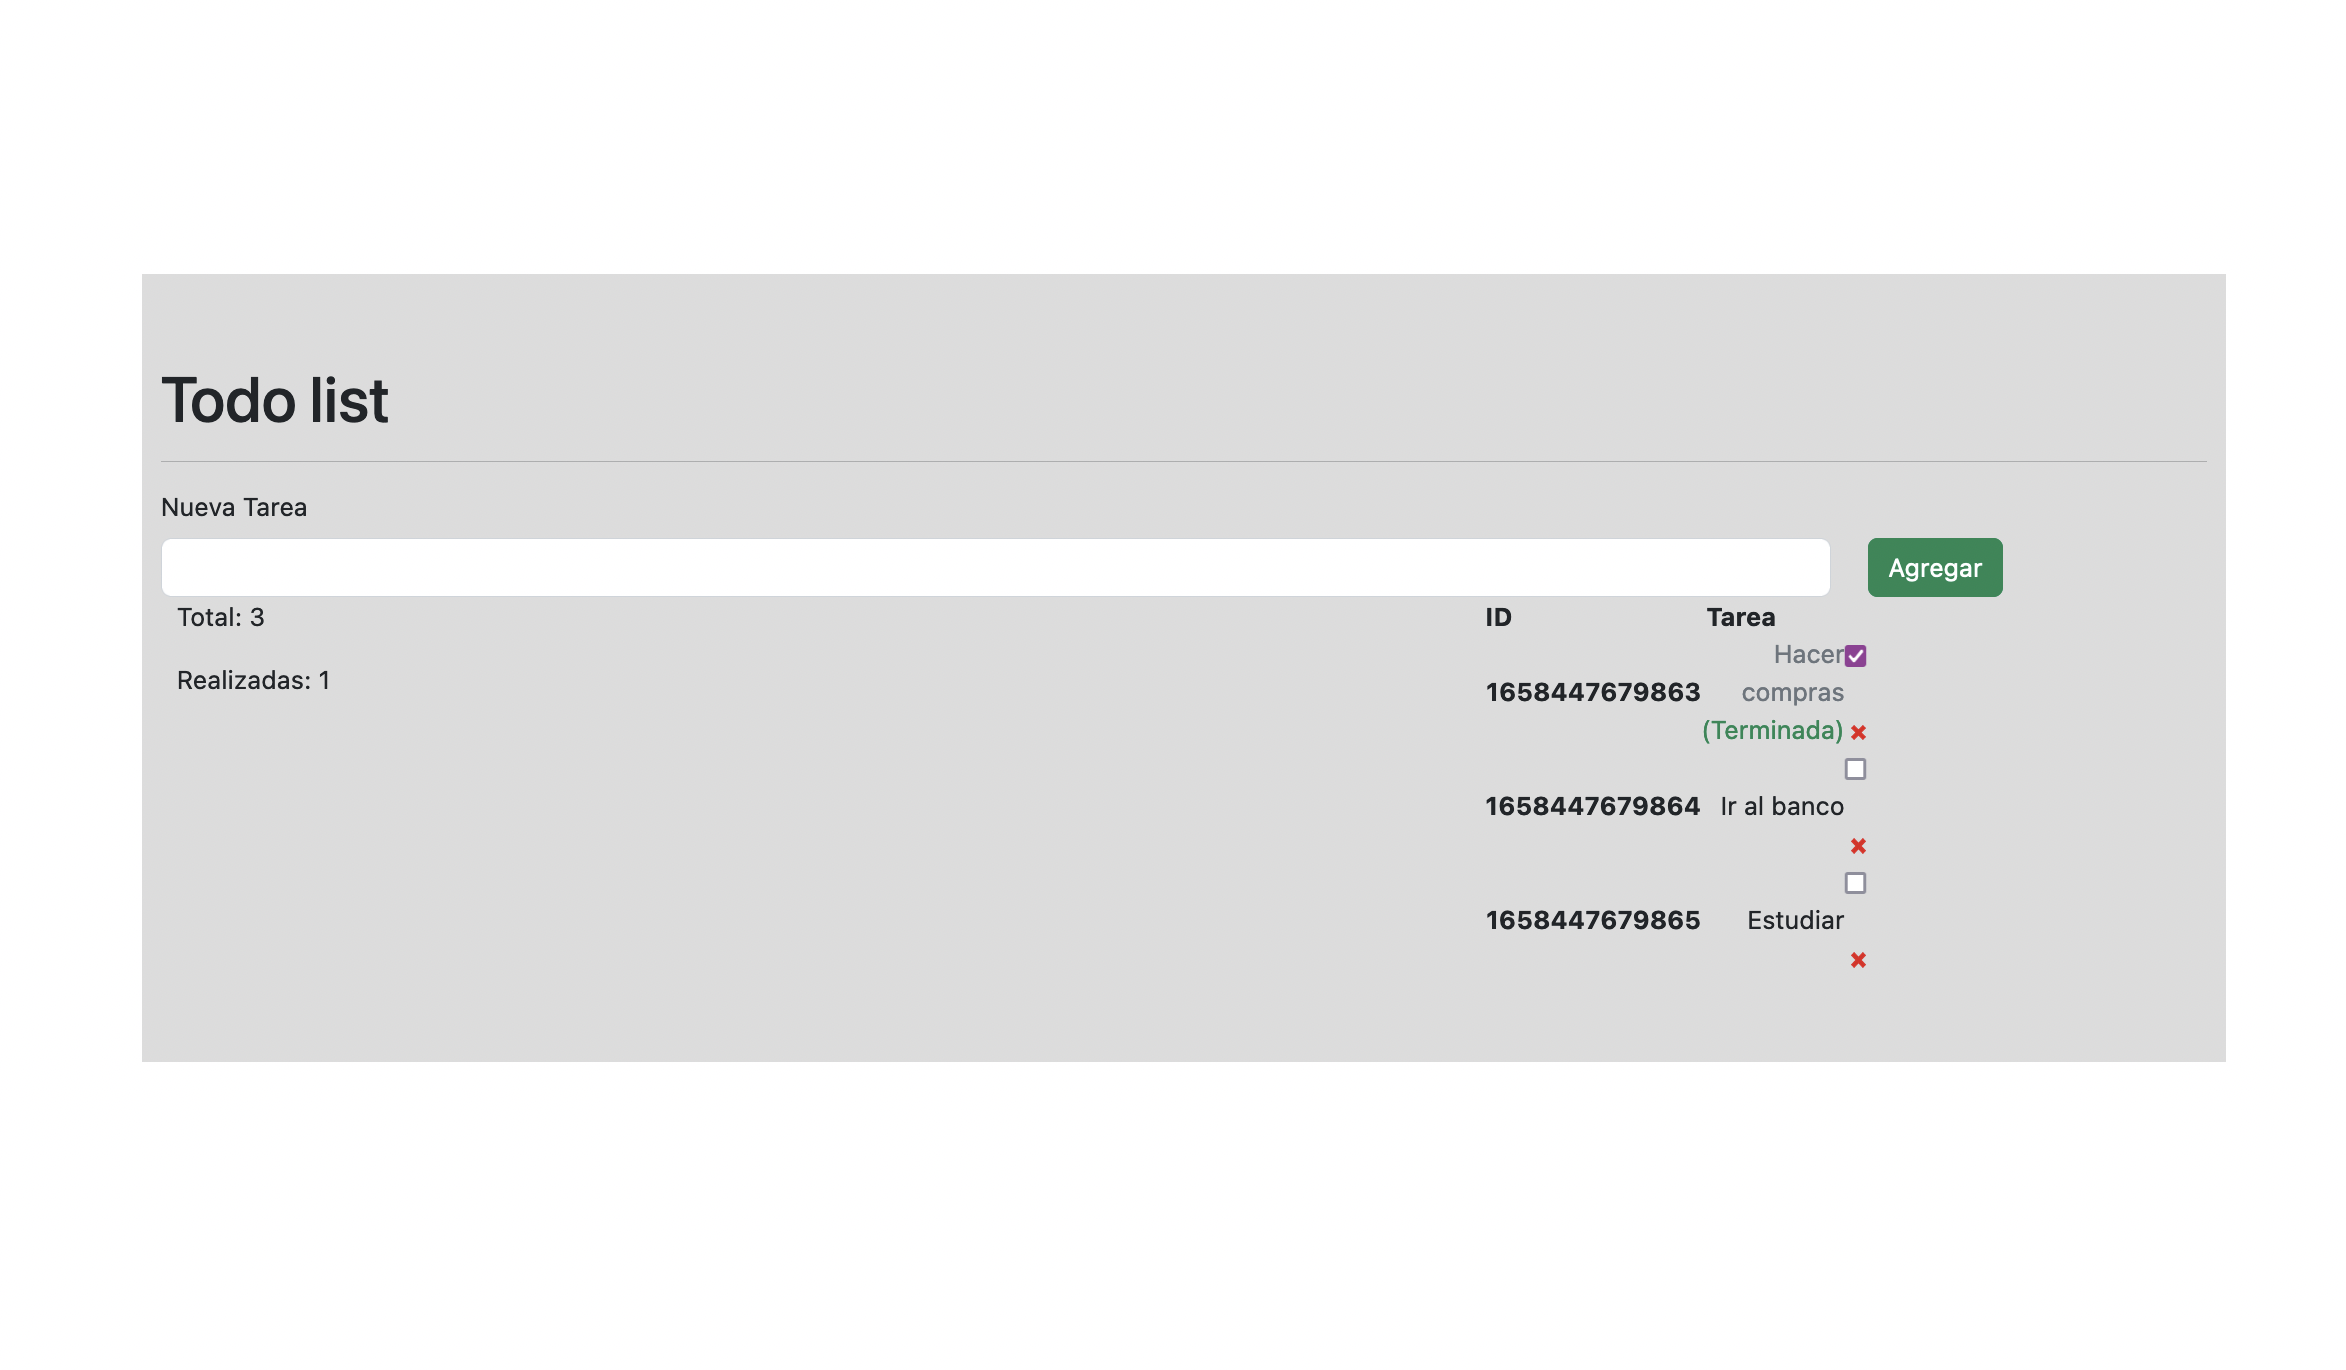 Todo list
Nueva Tarea
Agregar
Total: 3
Realizadas: 1
ID Tarea
Hacer
1658447679863 compras
(Terminada)
1658447679864 Ir al banco
1658447679865 Estudiar